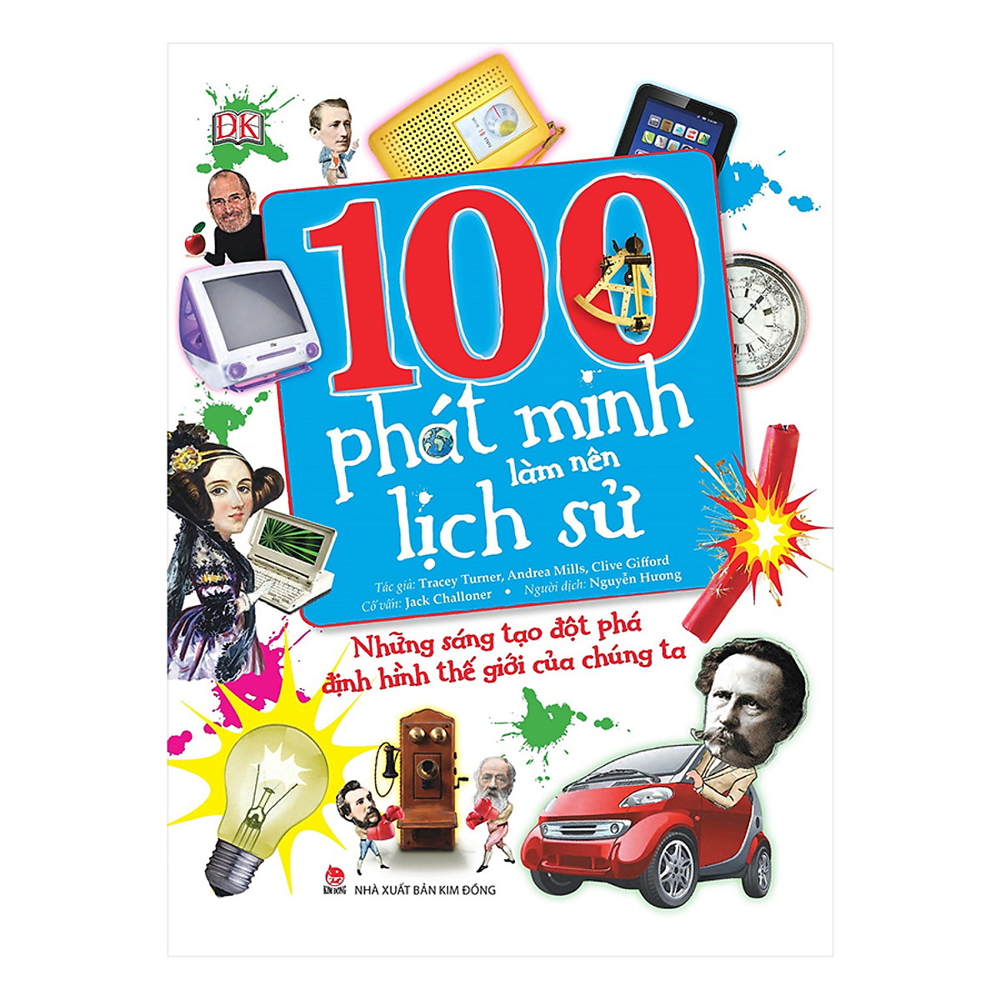 DK
100
phát minh
làm nên
lịch sử
Tác giả: Tracey Turner, Andrea Mills, Clive Gifford
Cố vấn: Jack Challoner • Người dịch: Nguyễn Hương
Những sáng tạo đột phá
định hình thế giới của chúng ta
KIM ĐỒNG
NHÀ XUẤT BẢN KIM ĐỒNG